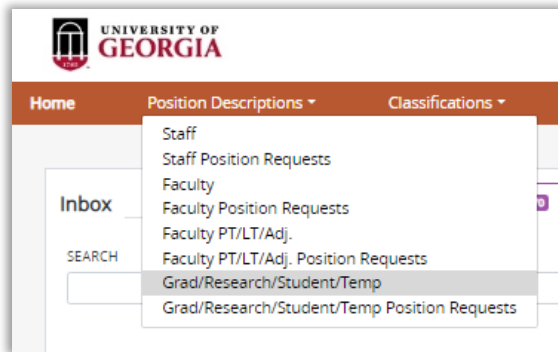 UNIVERSITY OF
GEORGIA
1785
Home Position Descriptions Classifications
Staff
Staff Position Requests
Faculty
Faculty Position Requests
Faculty PT/LT/Adj.
Faculty PT/LT/Adj. Position Requests
Grad/Research/Student/Temp
Grad/Research/Student/Temp Position Requests
Inbox
SEARCH